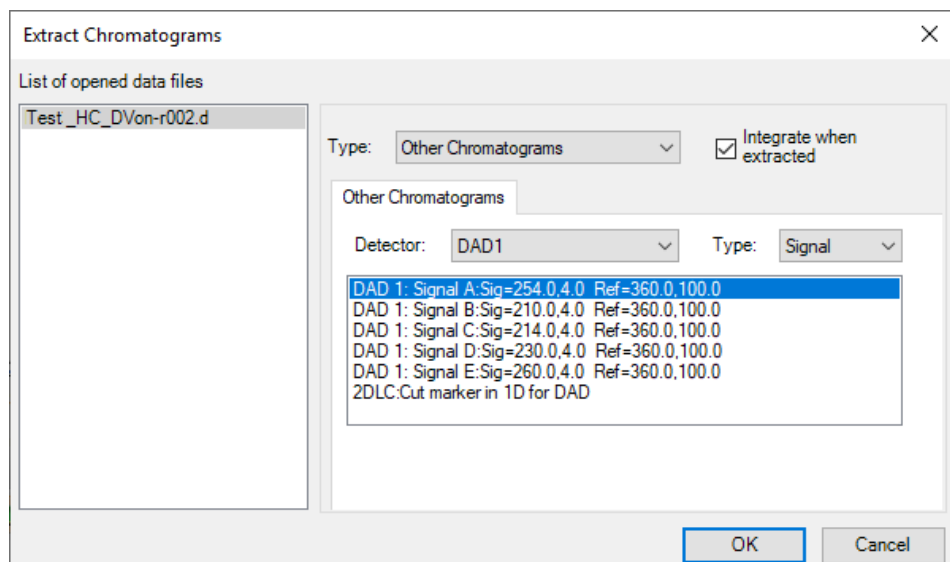 Extract Chromatograms
List of opened data files
Test _HC_DVon-r002.d
Type: Other Chromatograms
Integrate when
extracted
Other Chromatograms
Detector: DAD1 Type: Signal
DAD 1: Signal A:Sig=254.0,4.0 Ref=360.0,100.0
DAD 1: Signal B:Sig=210.0,4.0 Ref=360.0,100.0
DAD 1: Signal C:Sig=214.0,4.0 Ref=360.0,100.0
DAD 1: Signal D:Sig=230.0,4.0 Ref=360.0,100.0
DAD 1: Signal E:Sig=260.0,4.0 Ref=360.0,100.0
2DLC:Cut marker in 1D for DAD
OK Cancel